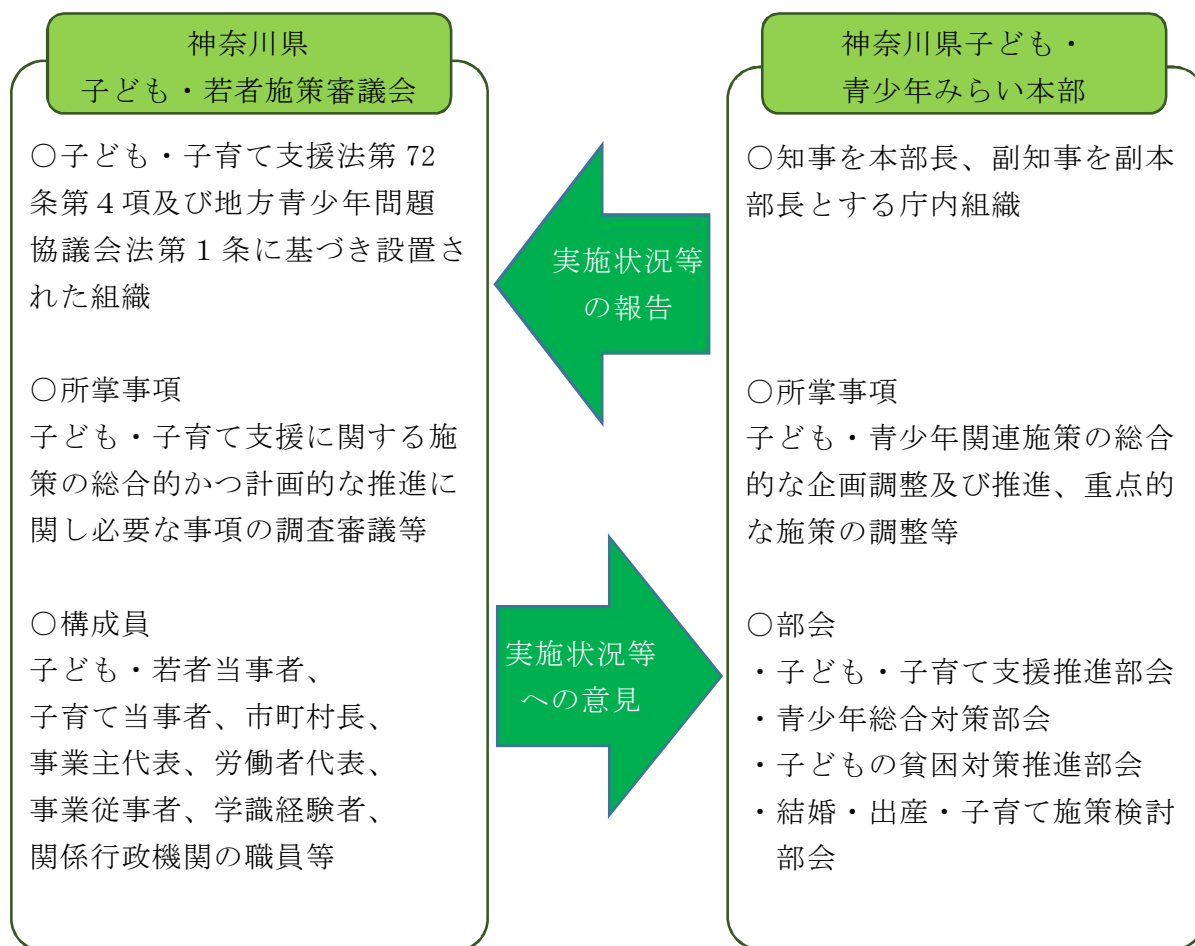 神奈川県
子ども・若者施策審議会
〇子ども・子育て支援法第 72
条第４項及び地方青少年問題
協議会法第１条に基づき設置さ
れた組織
〇所掌事項
子ども・子育て支援に関する施
策の総合的かつ計画的な推進に
関し必要な事項の調査審議等
〇構成員
子ども・若者当事者、
子育て当事者、市町村長、
事業主代表、労働者代表、
事業従事者、学識経験者、
関係行政機関の職員等
実施状況等
の報告
実施状況等
への意見
神奈川県子ども・
青少年みらい本部
〇知事を本部長、副知事を副本
部長とする庁内組織
〇所掌事項
子ども・青少年関連施策の総合
的な企画調整及び推進、重点的
な施策の調整等
〇部会
・子ども・子育て支援推進部会
・青少年総合対策部会
・子どもの貧困対策推進部会
・結婚・出産・子育て施策検討
部会